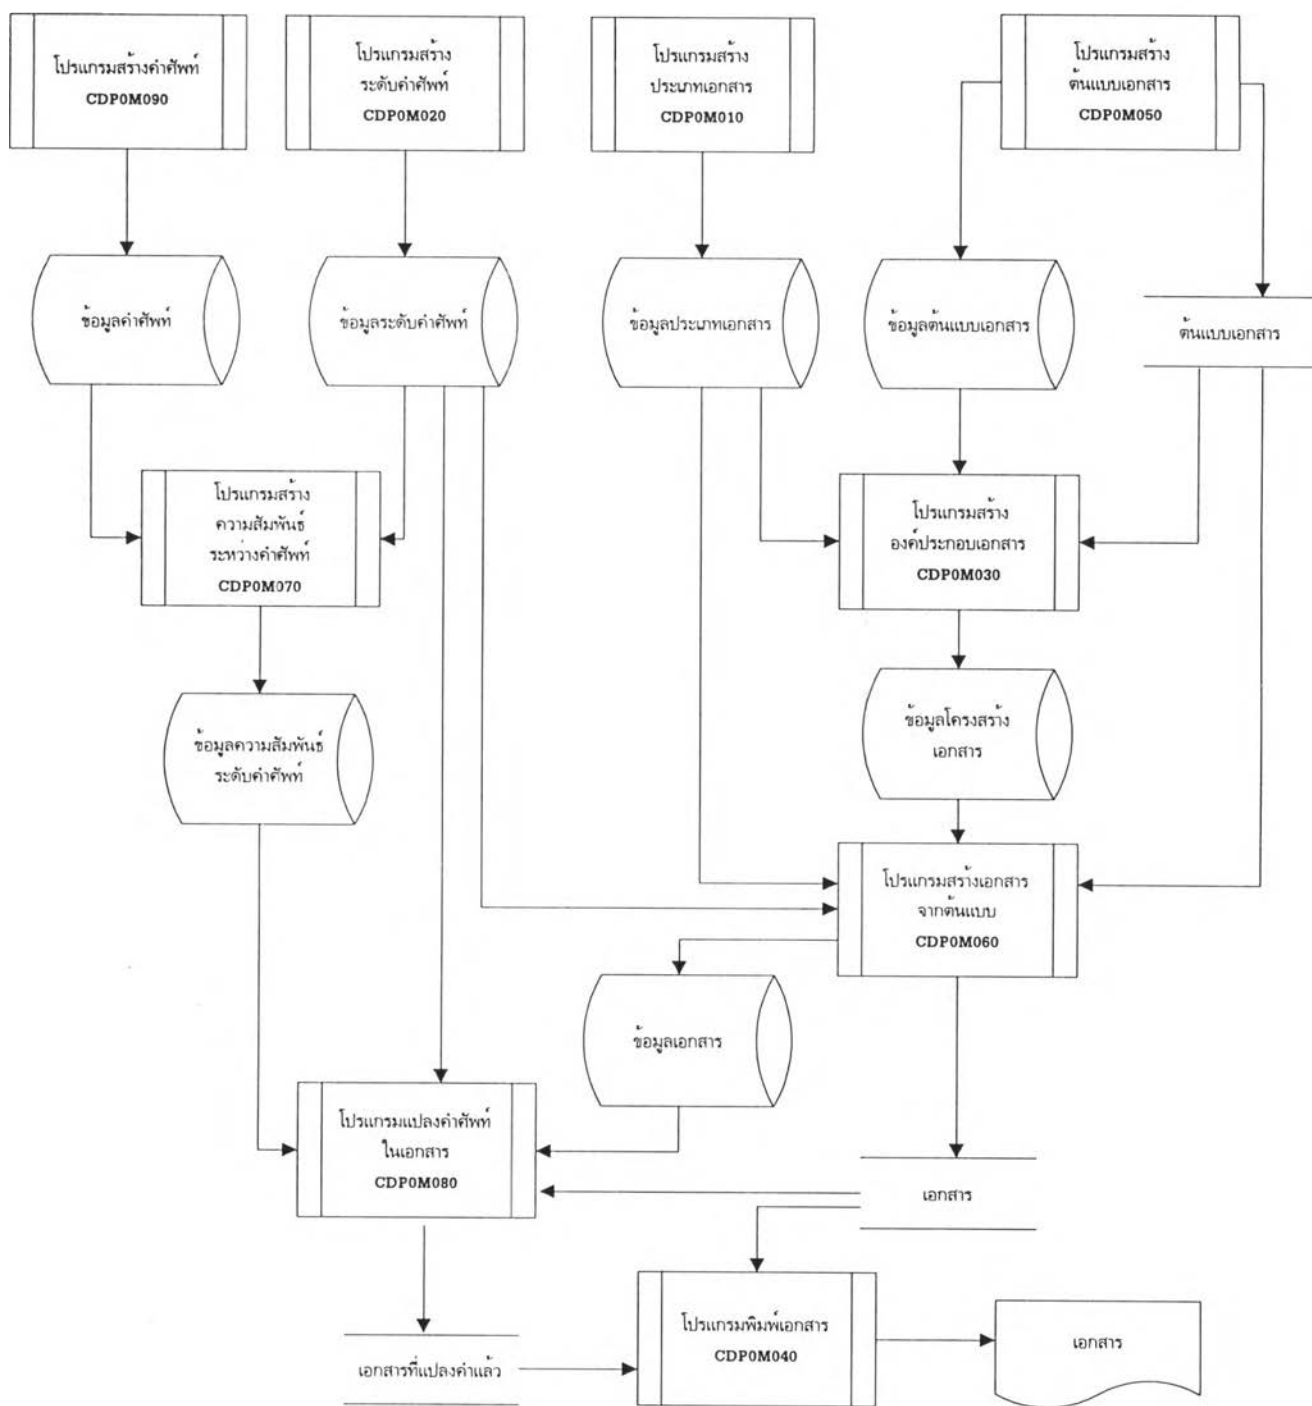 โปรแกรมสร้างคำศัพท์
CDP0M090
โปรแกรมสร้าง
ระดับคำศัพท์
CDP0M020
โปรแกรมสร้าง
ประเภทเอกสาร
CDP0M010
โปรแกรมสร้าง
ต้นแบบเอกสาร
CDP0M050
ข้อมูลคำศัพท์
ข้อมูลระดับคำศัพท์
ข้อมูลประเภทเอกสาร
ข้อมูลต้นแบบเอกสาร
ต้นแบบเอกสาร
โปรแกรมสร้าง
ความสัมพันธ์
ระหว่างคำศัพท์
CDP0M070
โปรแกรมสร้าง
องค์ประกอบเอกสาร
CDP0M030
ข้อมูลความสัมพันธ์
ระดับคำศัพท์
ข้อมูลโครงสร้าง
เอกสาร
โปรแกรมสร้างเอกสาร
จากต้นแบบ
CDP0M060
ข้อมูลเอกสาร
โปรแกรมแปลงคำศัพท์
ในเอกสาร
CDP0M080
เอกสาร
โปรแกรมพิมพ์เอกสาร
CDP0M040
เอกสาร
เอกสารที่แปลงคำแล้ว